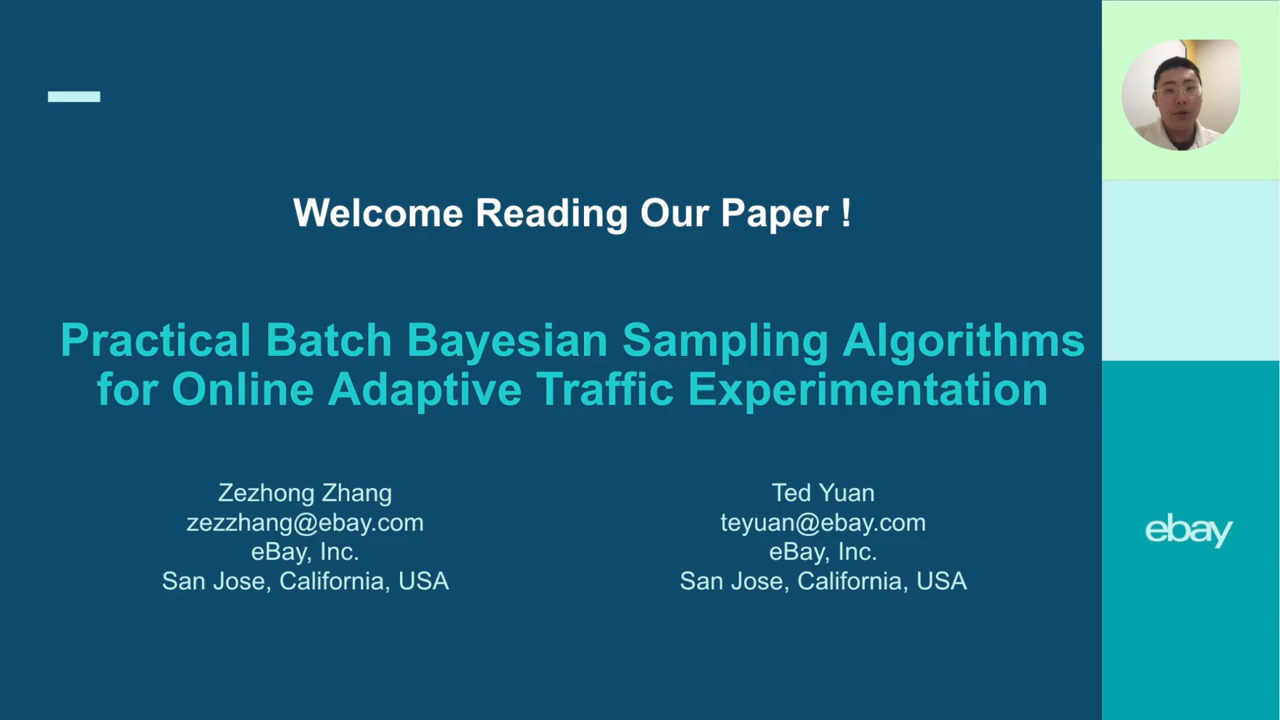 Welcome Reading Our Paper !
Practical Batch Bayesian Sampling Algorithms
for Online Adaptive Traffic Experimentation
Zezhong Zhang
zezzhang@ebay.com
eBay, Inc.
San Jose, California, USA
Ted Yuan
teyuan@ebay.com
eBay, Inc.
San Jose, California, USA
ebay